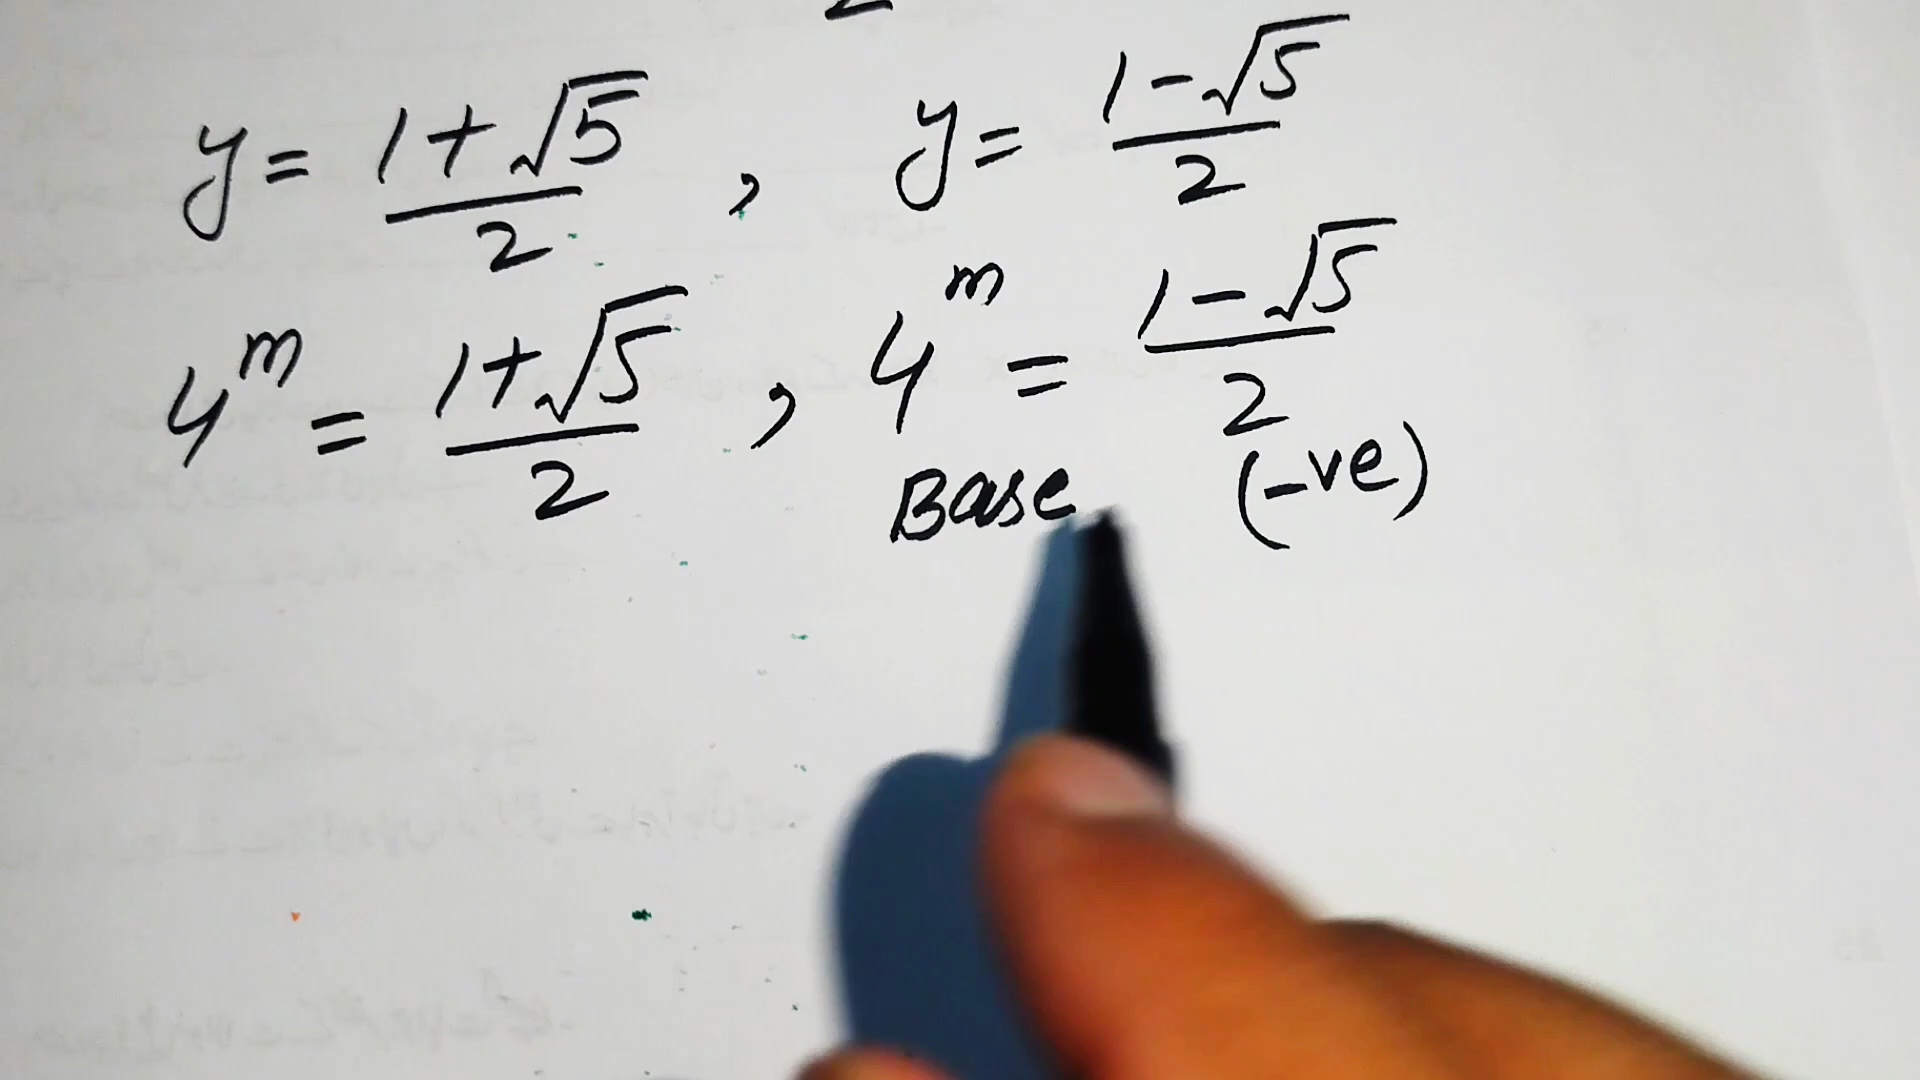 y = (1+√5)/2 , y = (1-√5)/2
4^m = (1+√5)/2 , 4^m = (1-√5)/2
Base (-ve)